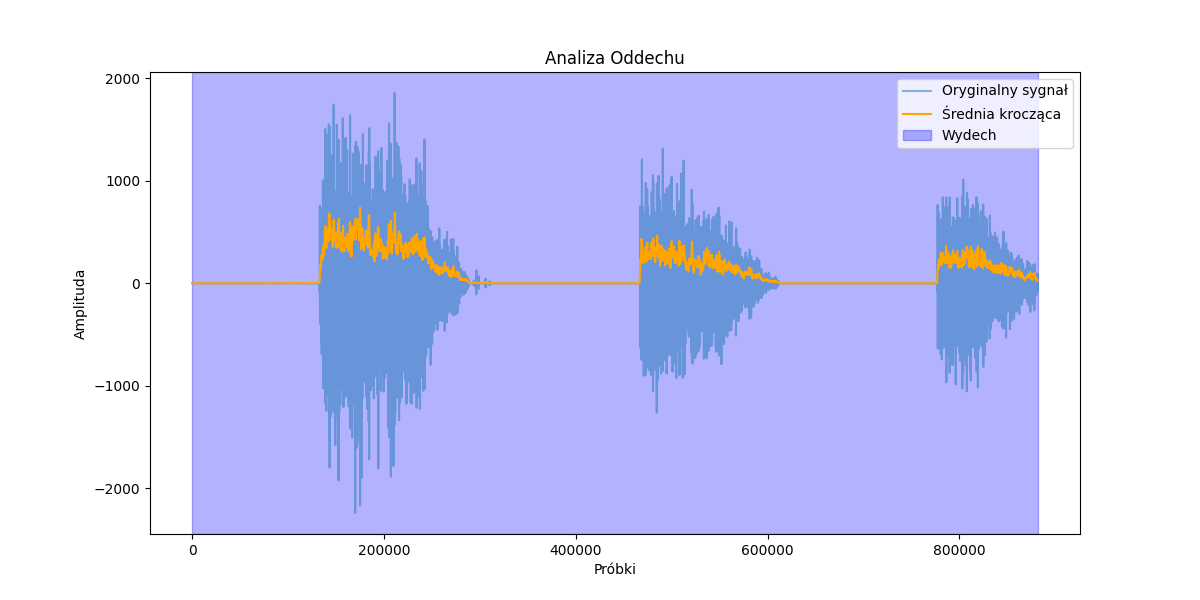 Analiza Oddechu
Oryginalny sygnał
Średnia krocząca
Wydech
Amplituda
2000
1000
0
−1000
−2000
0
200000
400000
600000
800000
Próbki